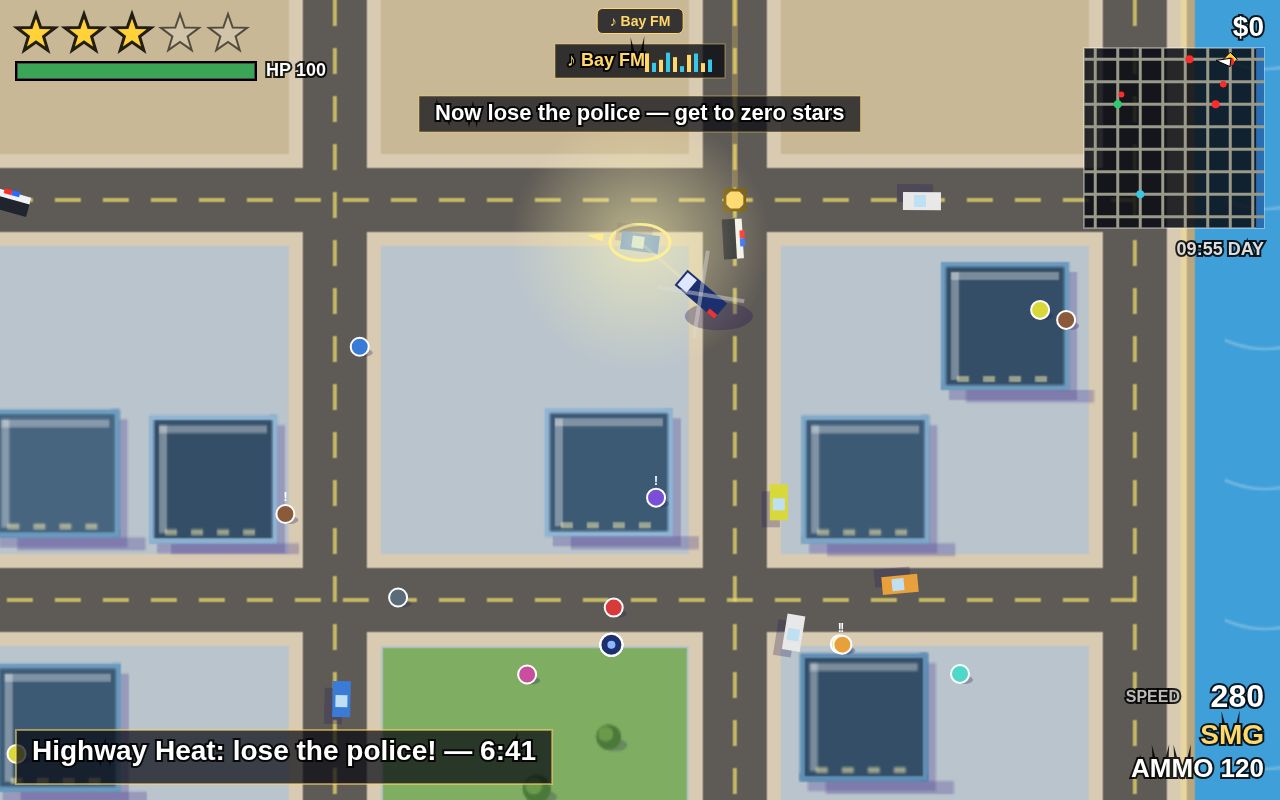 HP 100
♪ Bay FM
♪ Bay FM
Now lose the police — get to zero stars
$0
09:55 DAY
!
!
!!
SPEED 280
SMG
AMMO 120
Highway Heat: lose the police! — 6:41